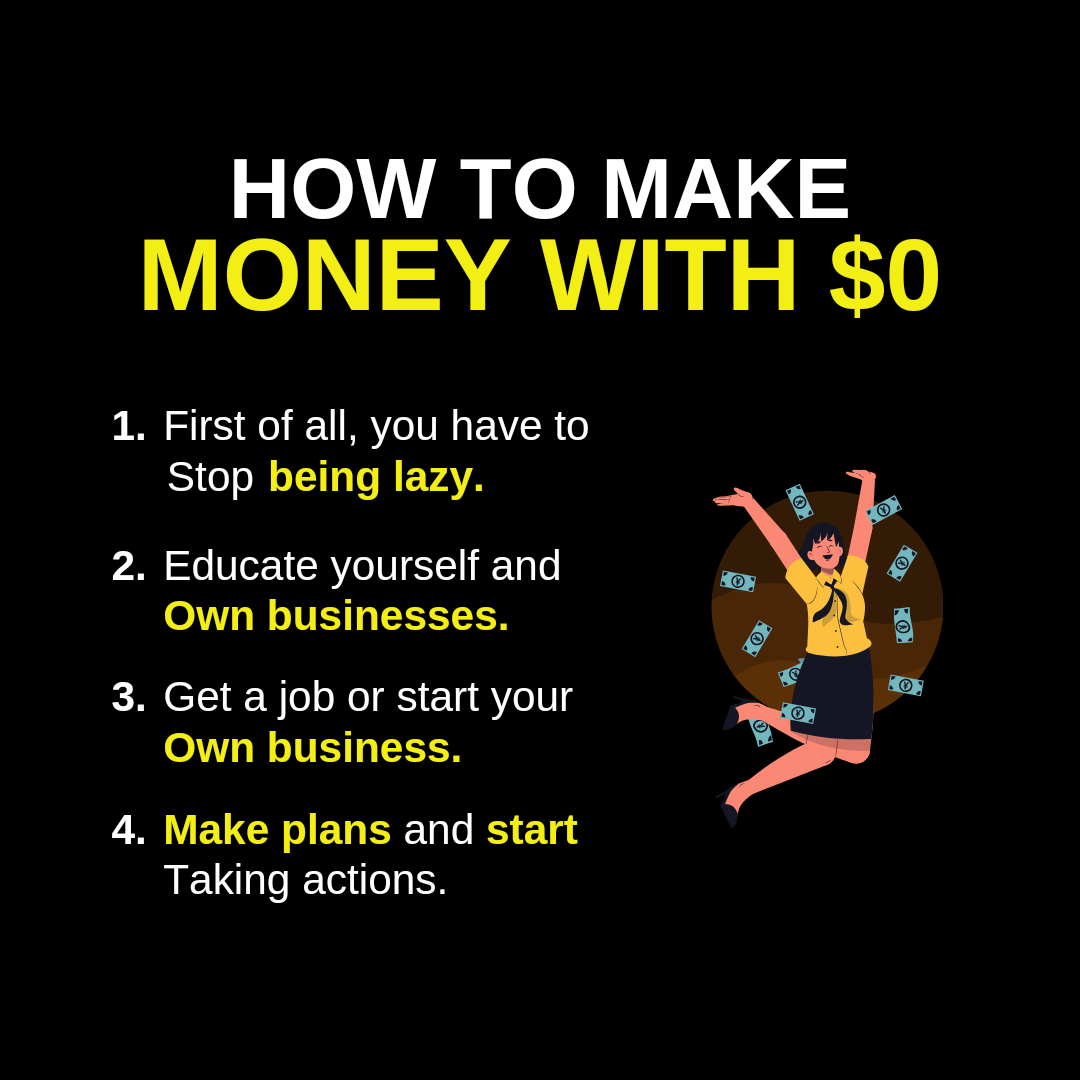 HOW TO MAKE
MONEY WITH $0
1. First of all, you have to
Stop being lazy.
2. Educate yourself and
Own businesses.
3. Get a job or start your
Own business.
4. Make plans and start
Taking actions.